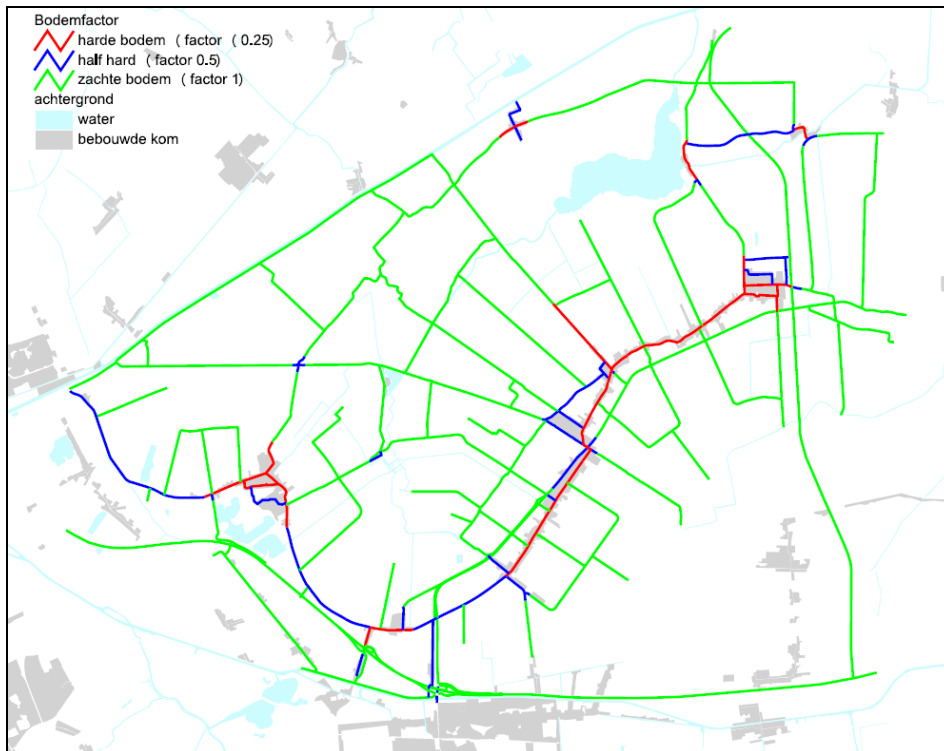 Bodemfactor
harde bodem ( factor ( 0.25)
half hard ( factor 0.5)
zachte bodem ( factor 1)
achtergrond
water
bebouwde kom